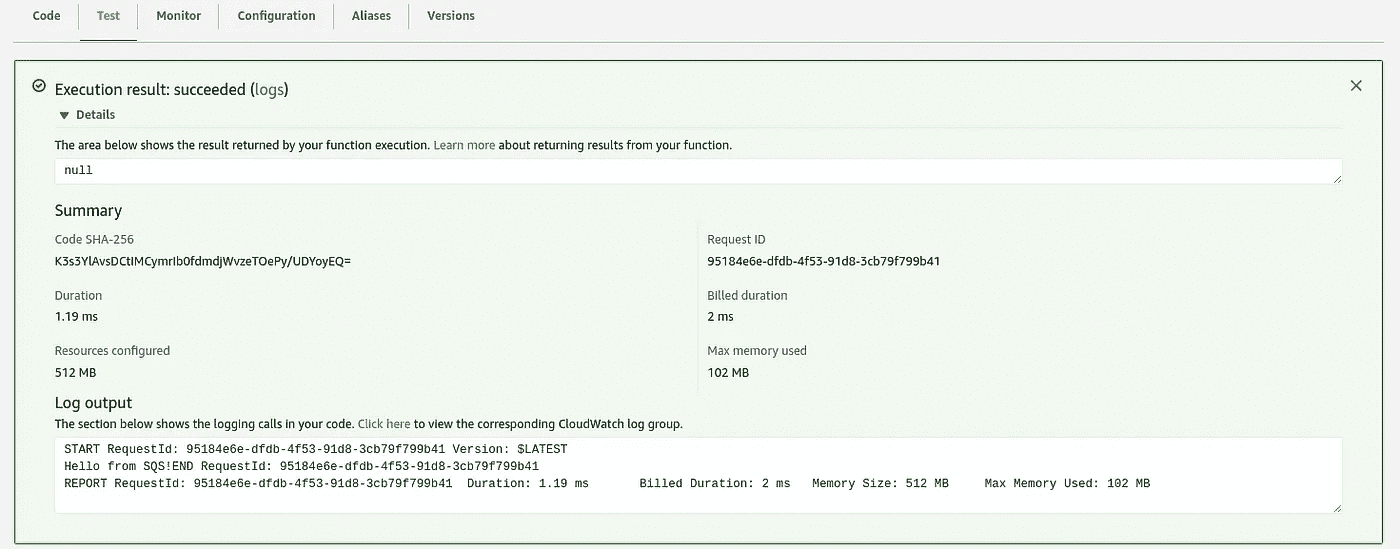 Code Test Monitor Configuration Aliases Versions
Execution result: succeeded (logs)
Details
The area below shows the result returned by your function execution. Learn more about returning results from your function.
null
Summary
Code SHA-256
K3s3YlAvsDCtIMCymrIb0fdmdjWvzeTOePy/UDYoyEQ=
Request ID
95184e6e-dfdb-4f53-91d8-3cb79f799b41
Duration
1.19 ms
Billed duration
2 ms
Resources configured
512 MB
Max memory used
102 MB
Log output
The section below shows the logging calls in your code. Click here to view the corresponding CloudWatch log group.
START RequestId: 95184e6e-dfdb-4f53-91d8-3cb79f799b41 Version: $LATEST
Hello from SQS!END RequestId: 95184e6e-dfdb-4f53-91d8-3cb79f799b41
REPORT RequestId: 95184e6e-dfdb-4f53-91d8-3cb79f799b41 Duration: 1.19 ms Billed Duration: 2 ms Memory Size: 512 MB Max Memory Used: 102 MB